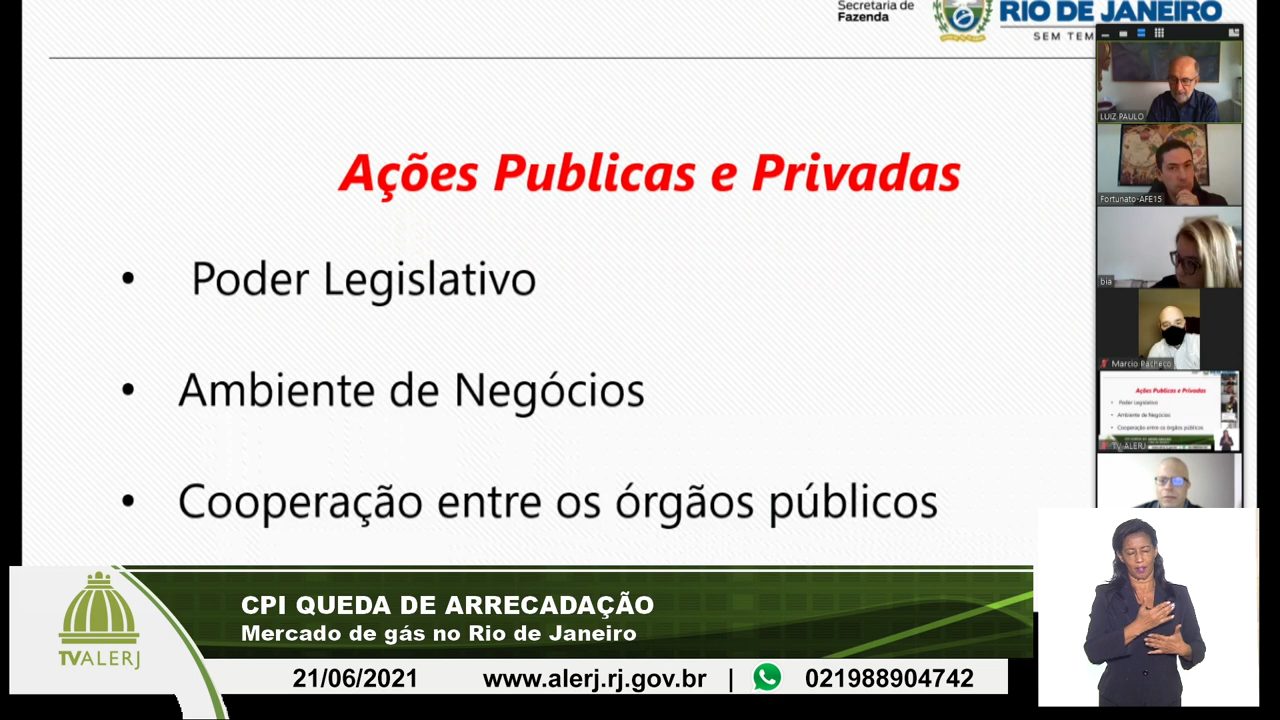 Secretaria de
Fazenda
RIO DE JANEIRO
SEM TEM
Ações Publicas e Privadas
• Poder Legislativo
• Ambiente de Negócios
• Cooperação entre os órgãos públicos
LUIZ PAULO
Fortunato-AFE15
bia
Marcio Pacheco
Ações Publicas e Privadas
• Poder Legislativo
• Ambiente de Negócios
• Cooperação entre os órgãos públicos
TV ALERJ
CPI QUEDA DE ARRECADAÇÃO
Mercado de gás no Rio de Janeiro
TVALERJ
21/06/2021 www.alerj.rj.gov.br | 021988904742